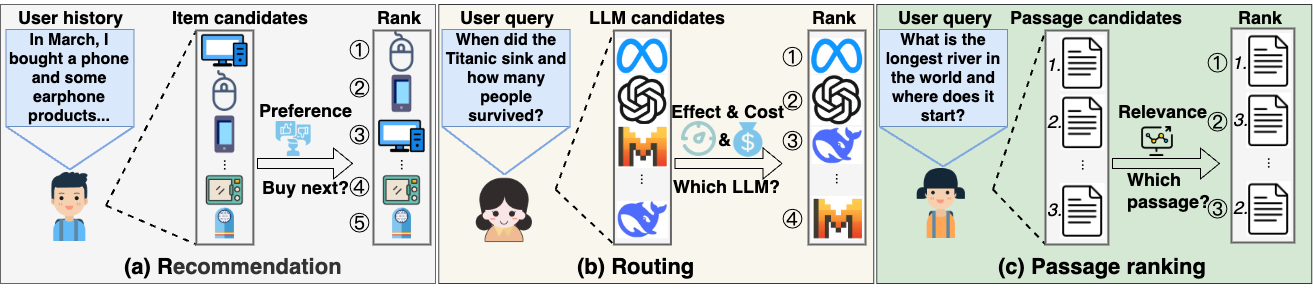 User history
In March, I
bought a phone
and some
earphone
products...
Item candidates
Preference
Buy next?
Rank
①
②
③
④
⑤
(a) Recommendation
User query
When did the
Titanic sink and
how many
people
survived?
LLM candidates
Effect & Cost
&
$
Which LLM?
Rank
①
②
③
④
(b) Routing
User query
What is the
longest river in
the world and
where does it
start?
Passage candidates
1.
2.
3.
Relevance
Which
passage?
Rank
① 1.
② 3.
③ 2.
(c) Passage ranking